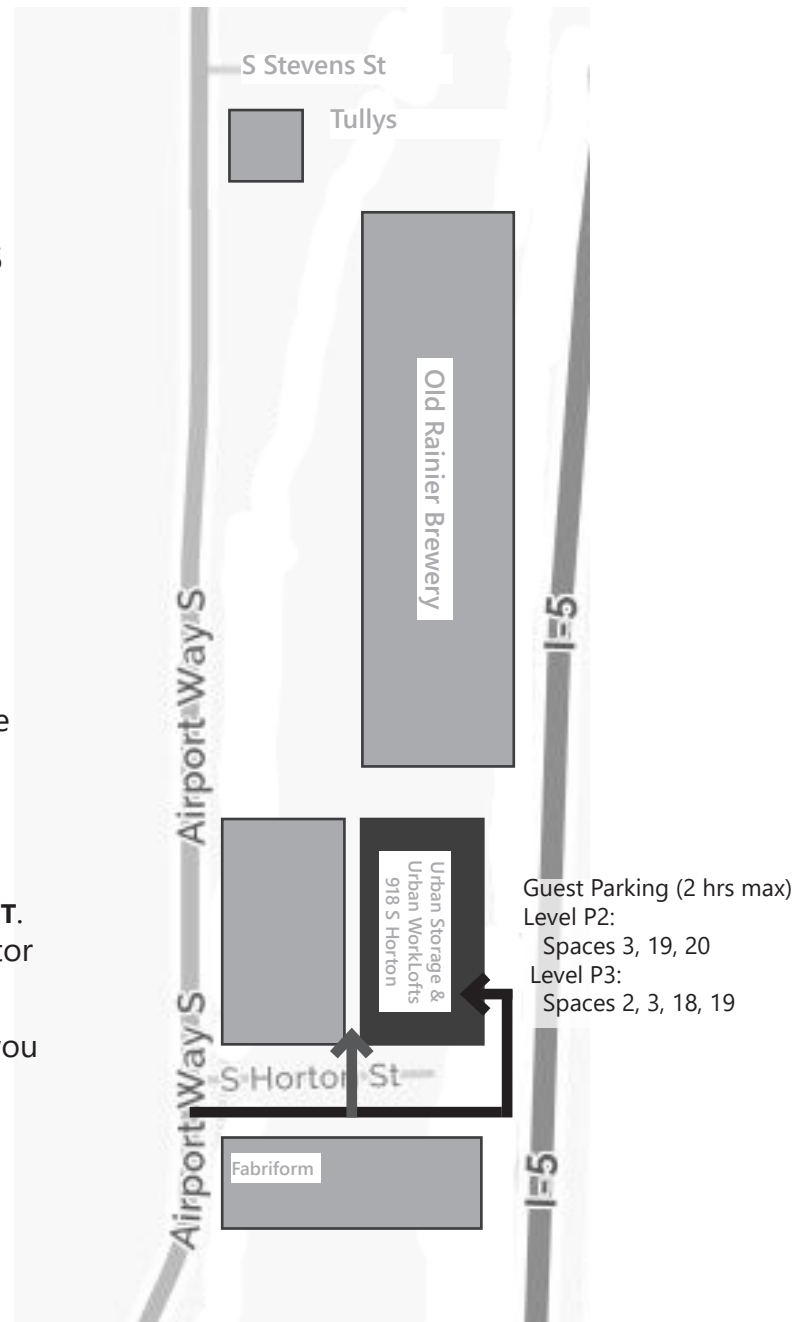 S Stevens St
Tullys
Old Rainier Brewery
I-5
Airport Way S
Urban Storage &
Urban WorkLofts
918 S Horton
Guest Parking (2 hrs max)
Level P2:
Spaces 3, 19, 20
Level P3:
Spaces 2, 3, 18, 19
T.
tor
Airport Way S
S Horton St
Fabriform
I-5